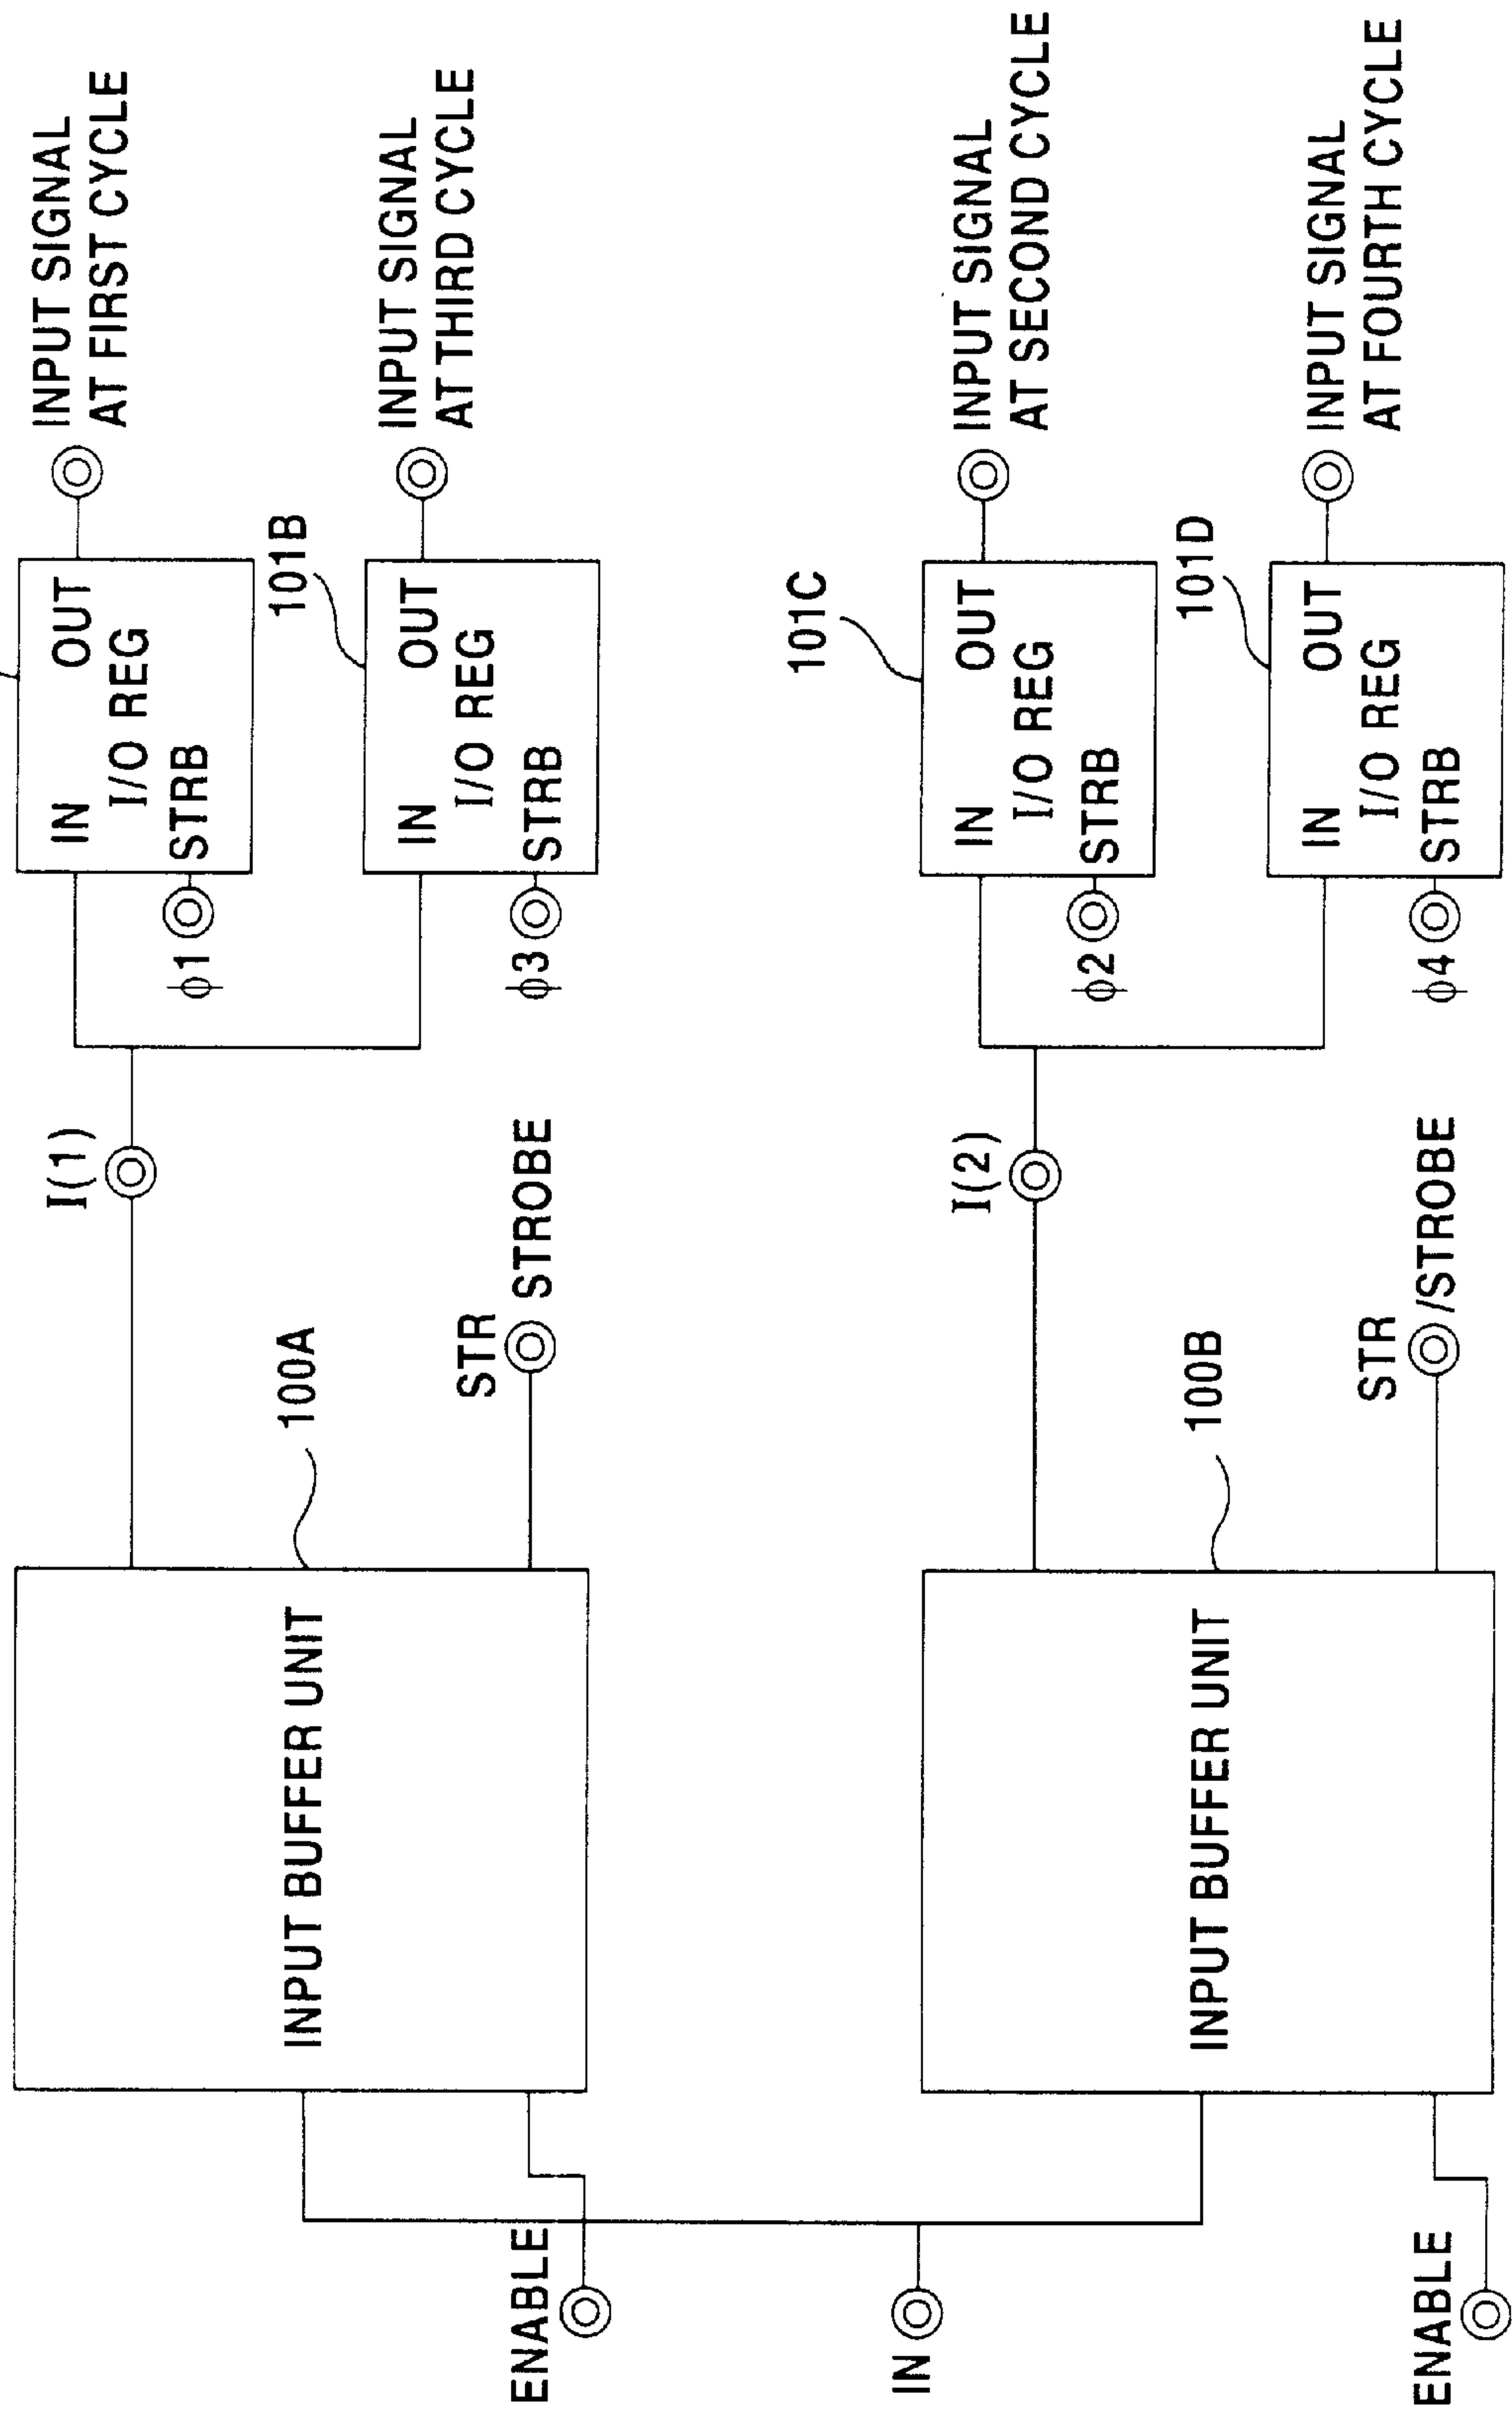 INPUT SIGNAL
AT FIRST CYCLE
IN OUT
I/O REG
STRB
ϕ1
I(1)
101B
INPUT SIGNAL
AT THIRD CYCLE
IN OUT
I/O REG
STRB
ϕ3
100A
INPUT BUFFER UNIT
STR
STROBE
ENABLE
IN
101C
INPUT SIGNAL
AT SECOND CYCLE
IN OUT
I/O REG
STRB
ϕ2
I(2)
101D
INPUT SIGNAL
AT FOURTH CYCLE
IN OUT
I/O REG
STRB
ϕ4
100B
INPUT BUFFER UNIT
STR
/STROBE
ENABLE